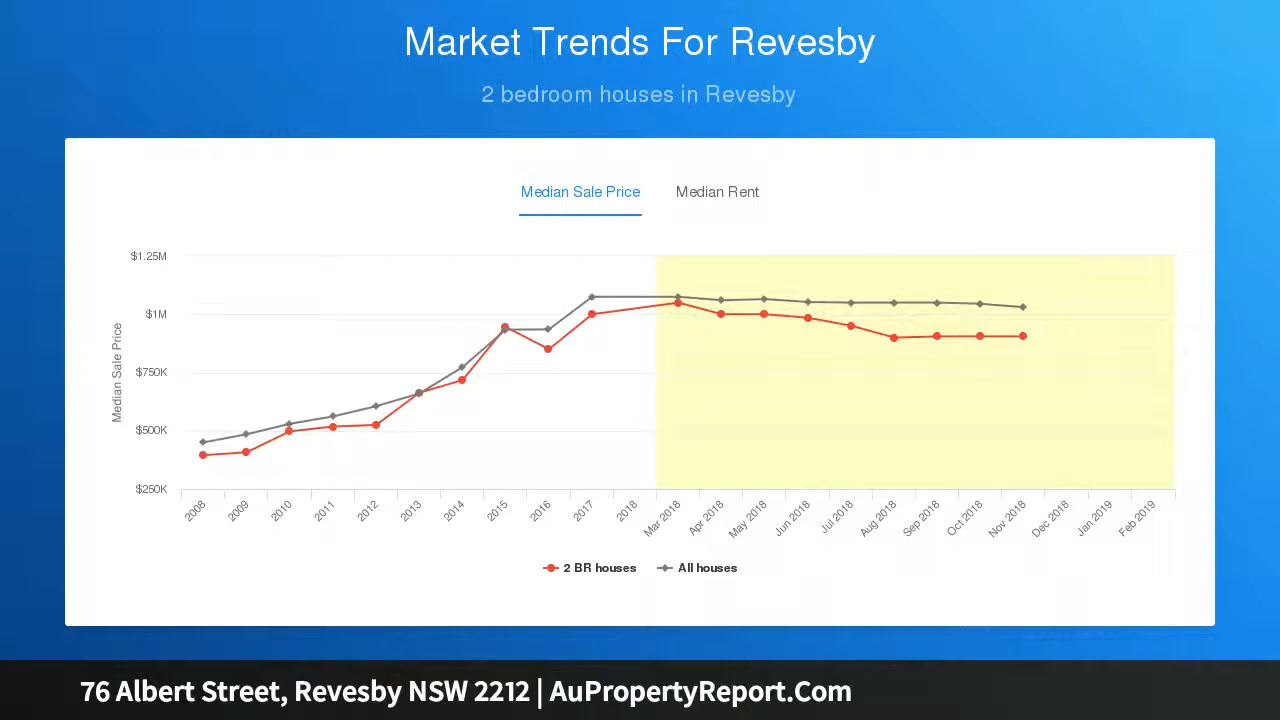 Market Trends For Revesby
2 bedroom houses in Revesby
Median Sale Price Median Rent
Median Sale Price
$1.25M
$1M
$750K
$500K
$250K
2008 2009 2010 2011 2012 2013 2014 2015 2016 2017 2018 Mar 2018 Apr 2018 May 2018 Jun 2018 Jul 2018 Aug 2018 Sep 2018 Oct 2018 Nov 2018 Dec 2018 Jan 2019 Feb 2019
2 BR houses All houses
76 Albert Street, Revesby NSW 2212 | AuPropertyReport.Com